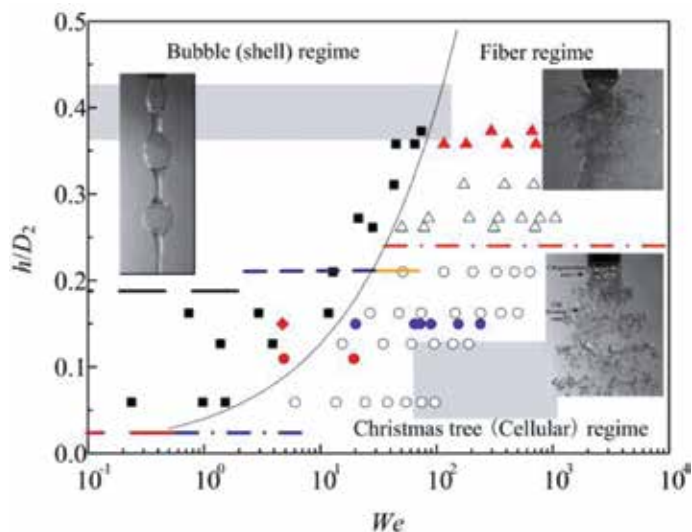 0.5
0.4
0.3
0.2
0.1
0.0
h/D₂
Bubble (shell) regime
Fiber regime
Christmas tree (Cellular) regime
10⁻¹
10⁰
10¹
10²
10³
10⁴
We